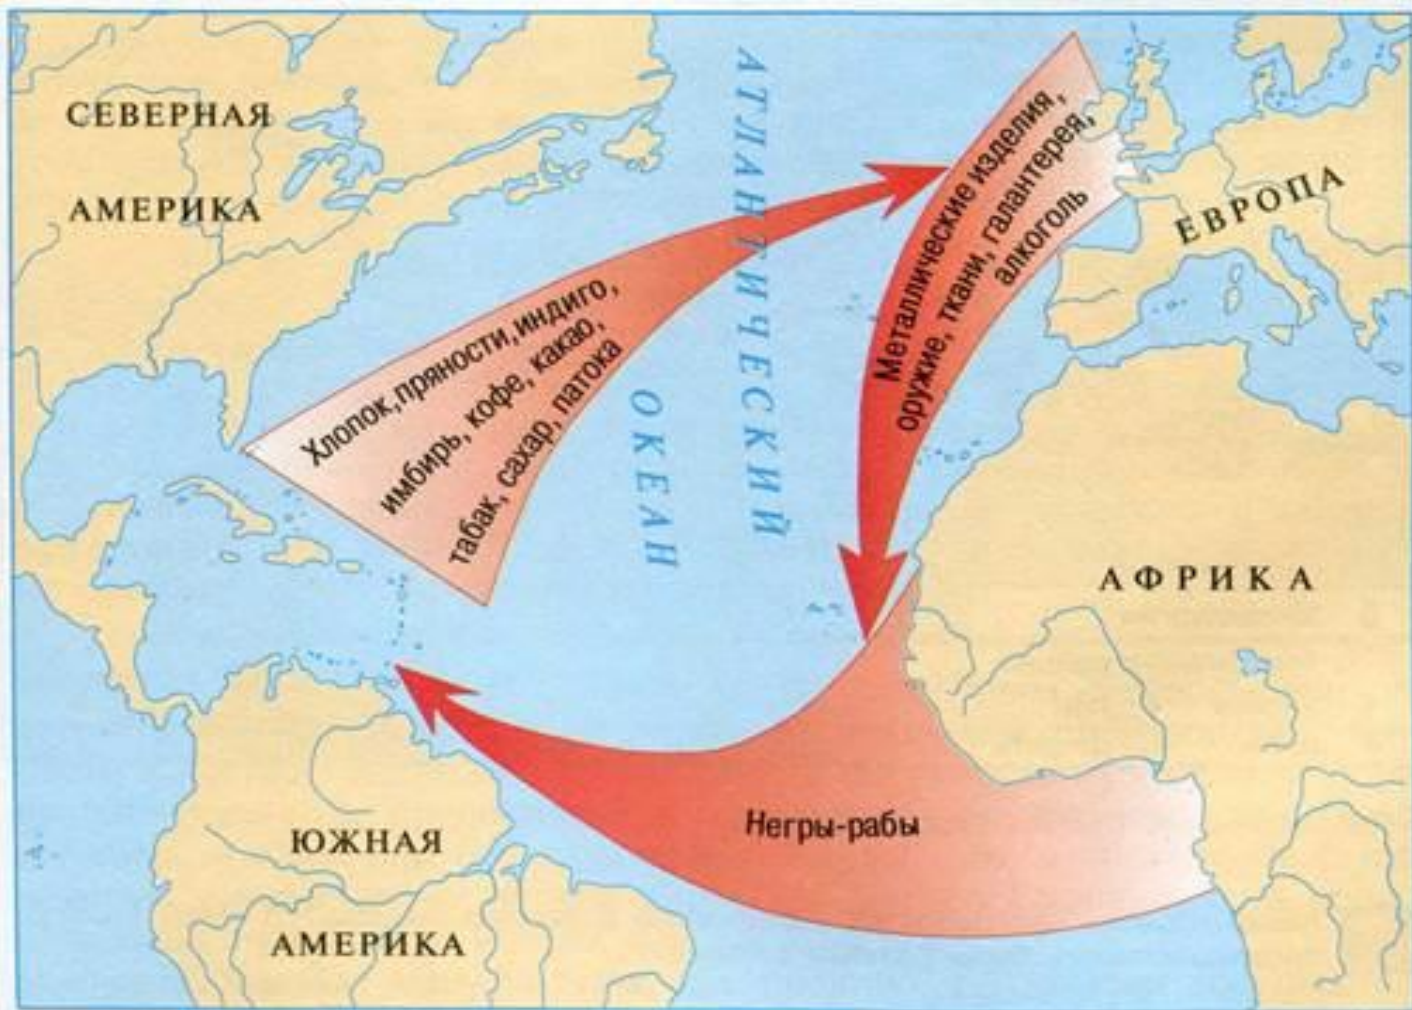 СЕВЕРНАЯ
АМЕРИКА
АТЛАНТИЧЕСКИЙ
ОКЕАН
ЕВРОПА
Металлические изделия,
оружие, ткани, галантерея,
алкоголь
Хлопок, пряности, индиго,
имбирь, кофе, какао,
табак, сахар, патока
АФРИКА
Негры-рабы
ЮЖНАЯ
АМЕРИКА